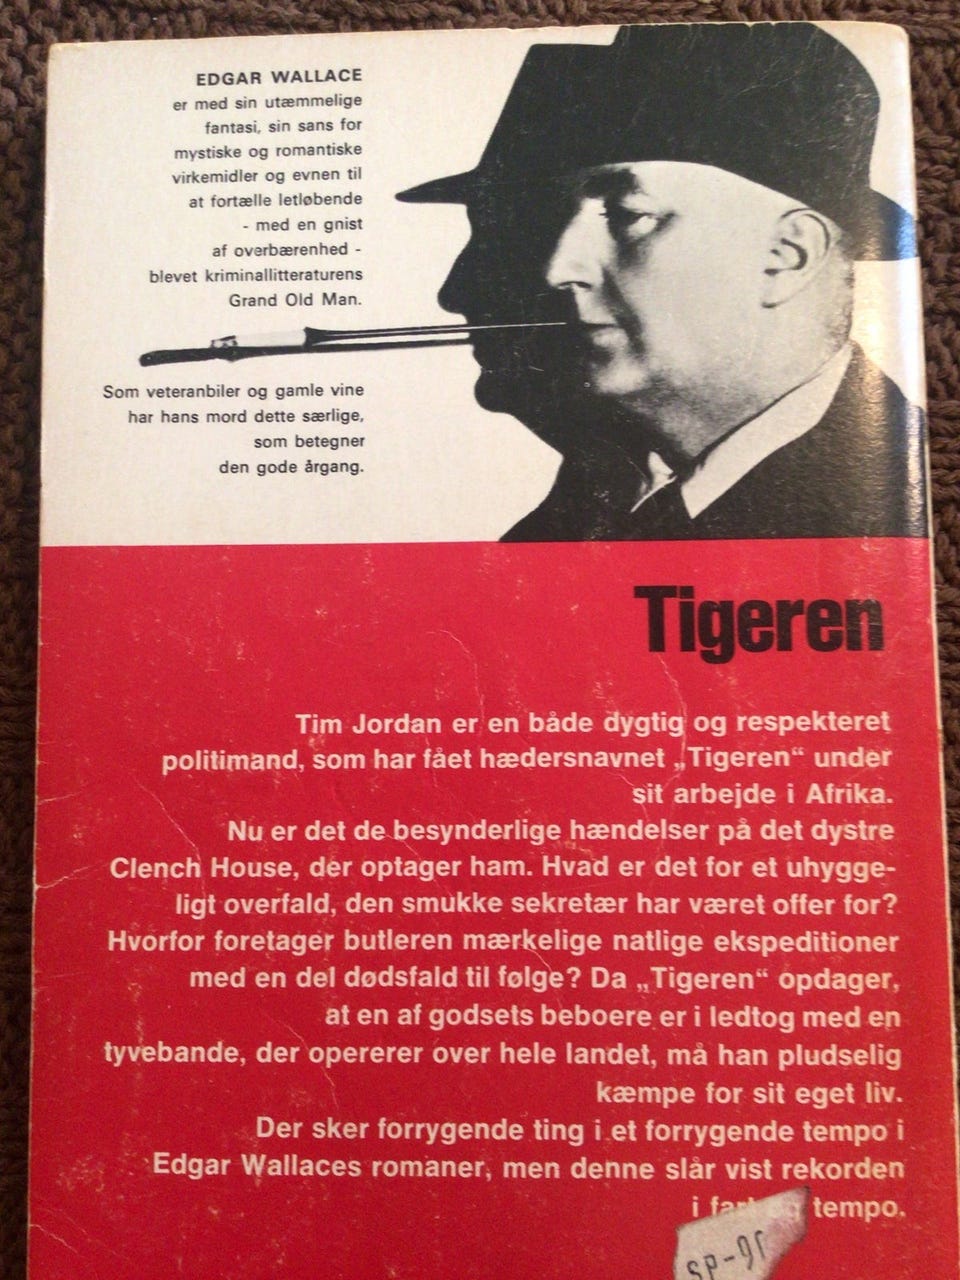 EDGAR WALLACE
er med sin utæmmelige
fantasi, sin sans for
mystiske og romantiske
virkemidler og evnen til
at fortælle letløbende
- med en gnist
af overbærenhed -
blevet kriminallitteraturens
Grand Old Man.
Som veteranbiler og gamle vine
har hans mord dette særlige,
som betegner
den gode årgang.
Tigeren
Tim Jordan er en både dygtig og respekteret
politimand, som har fået hædersnavnet „Tigeren“ under
sit arbejde i Afrika.
Nu er det de besynderlige hændelser på det dystre
Clench House, der optager ham. Hvad er det for et uhygge-
ligt overfald, den smukke sekretær har været offer for?
Hvorfor foretager butleren mærkelige natlige ekspeditioner
med en del dødsfald til følge? Da „Tigeren“ opdager,
at en af godsets beboere er i ledtog med en
tyvebande, der opererer over hele landet, må han pludselig
kæmpe for sit eget liv.
Der sker forrygende ting i et forrygende tempo i
Edgar Wallaces romaner, men denne slår vist rekorden
i fart og tempo.